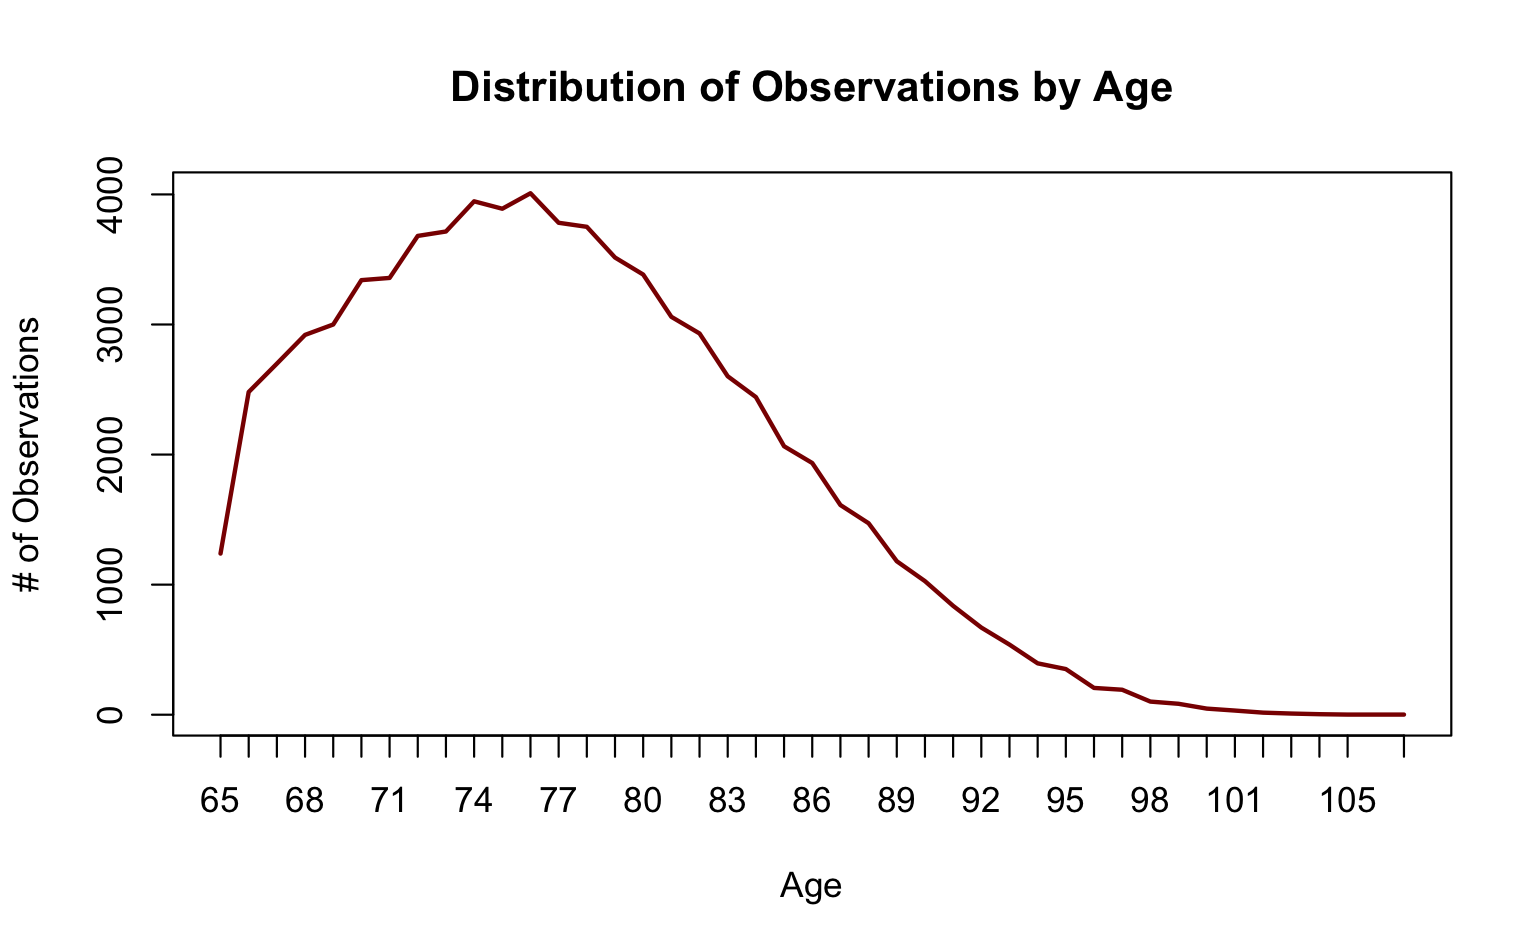 Distribution of Observations by Age
# of Observations
4000
3000
2000
1000
0
65 68 71 74 77 80 83 86 89 92 95 98 101 105
Age